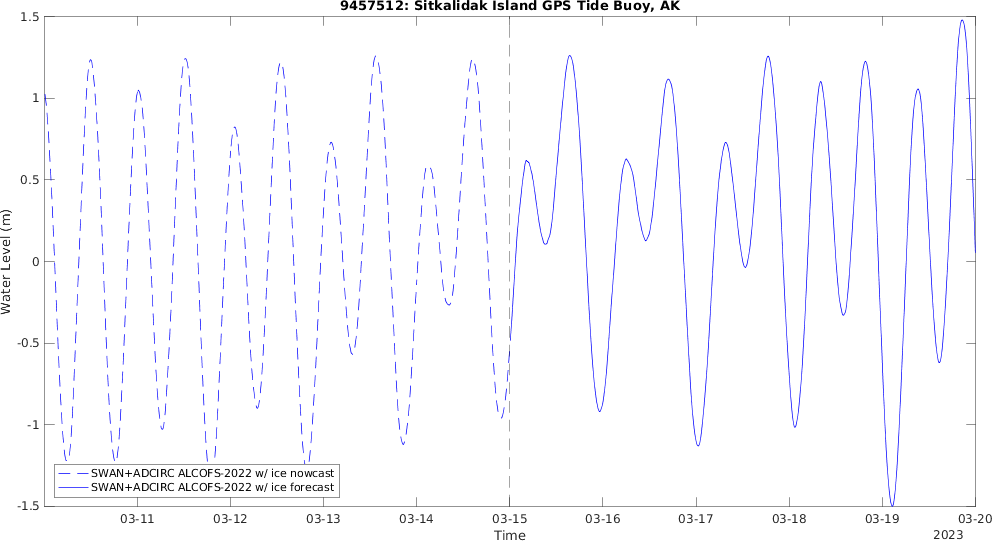 9457512: Sitkalidak Island GPS Tide Buoy, AK
1.5
1
0.5
0
-0.5
-1
-1.5
Water Level (m)
SWAN+ADCIRC ALCOFS-2022 w/ ice nowcast
SWAN+ADCIRC ALCOFS-2022 w/ ice forecast
03-11 03-12 03-13 03-14 03-15 03-16 03-17 03-18 03-19 03-20
Time 2023